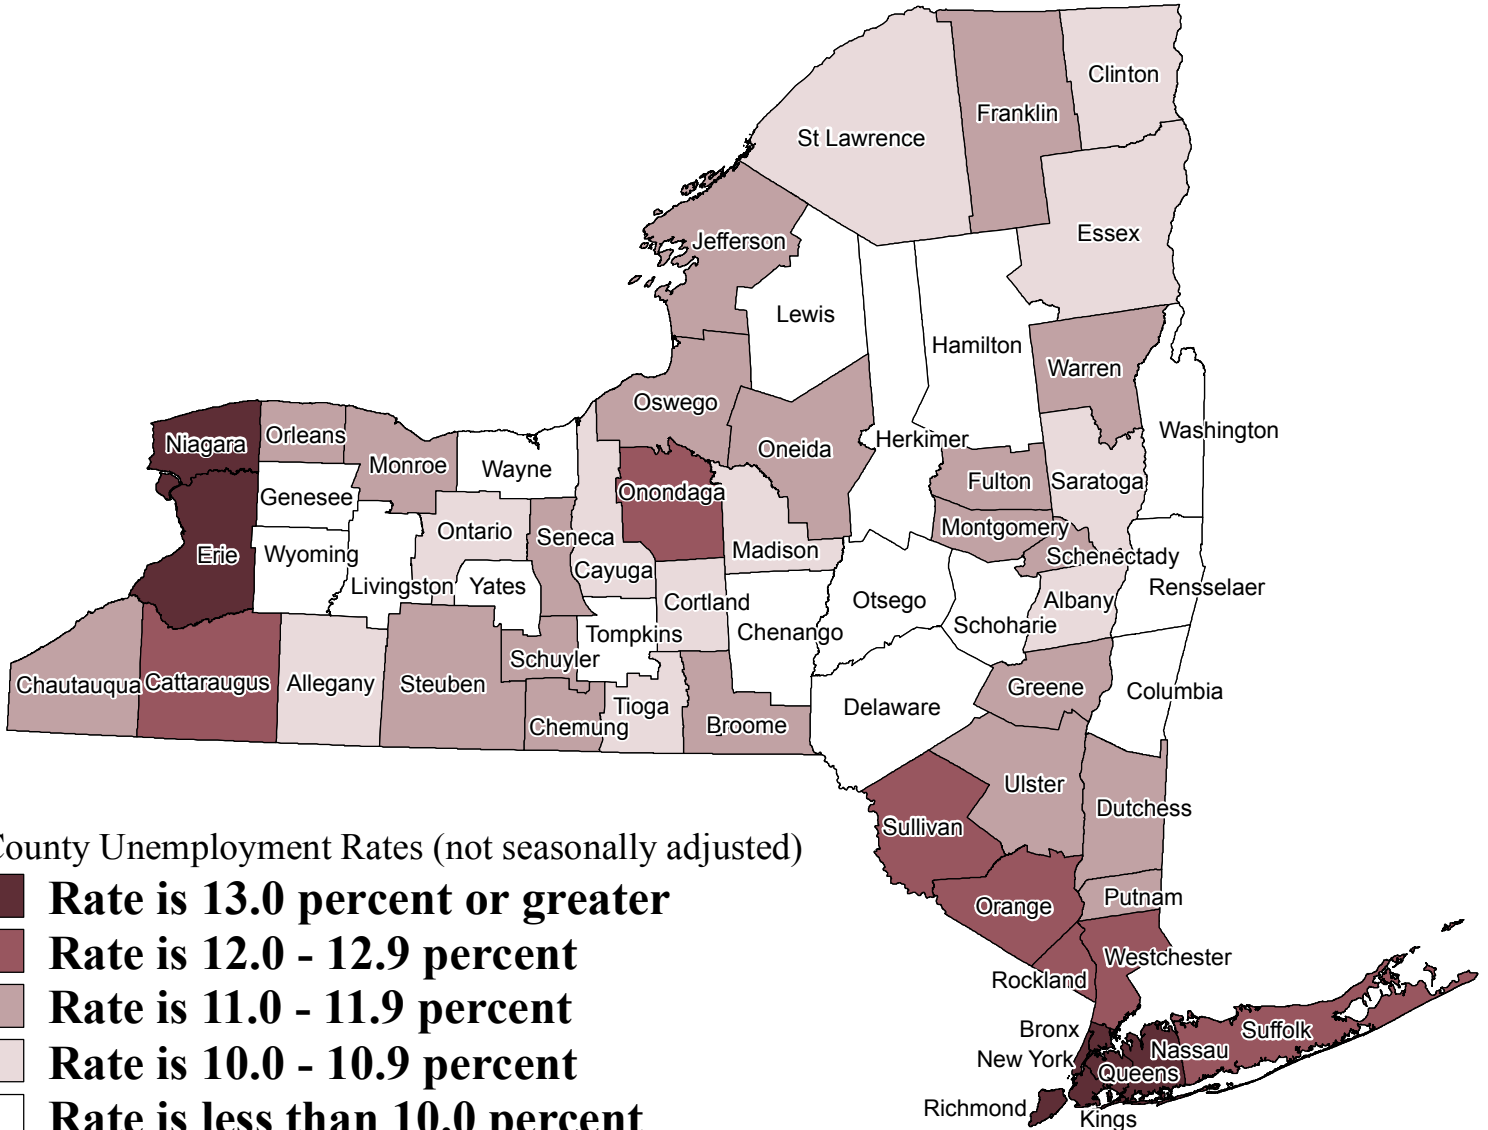 Clinton
Franklin
St Lawrence
Essex
Jefferson
Lewis
Hamilton
Warren
Oswego
Washington
Niagara
Orleans
Herkimer
Oneida
Monroe
Wayne
Fulton
Saratoga
Genesee
Onondaga
Ontario
Seneca
Montgomery
Madison
Schenectady
Erie
Wyoming
Cayuga
Livingston
Yates
Rensselaer
Otsego
Albany
Cortland
Schoharie
Tompkins
Chenango
Schuyler
Chautauqua
Cattaraugus
Allegany
Steuben
Greene
Columbia
Tioga
Delaware
Chemung
Broome
Ulster
Dutchess
Sullivan
Putnam
Orange
Westchester
Rockland
Bronx
Suffolk
New York
Nassau
Queens
Richmond
Kings
County Unemployment Rates (not seasonally adjusted)
Rate is 13.0 percent or greater
Rate is 12.0 - 12.9 percent
Rate is 11.0 - 11.9 percent
Rate is 10.0 - 10.9 percent
Rate is less than 10.0 percent